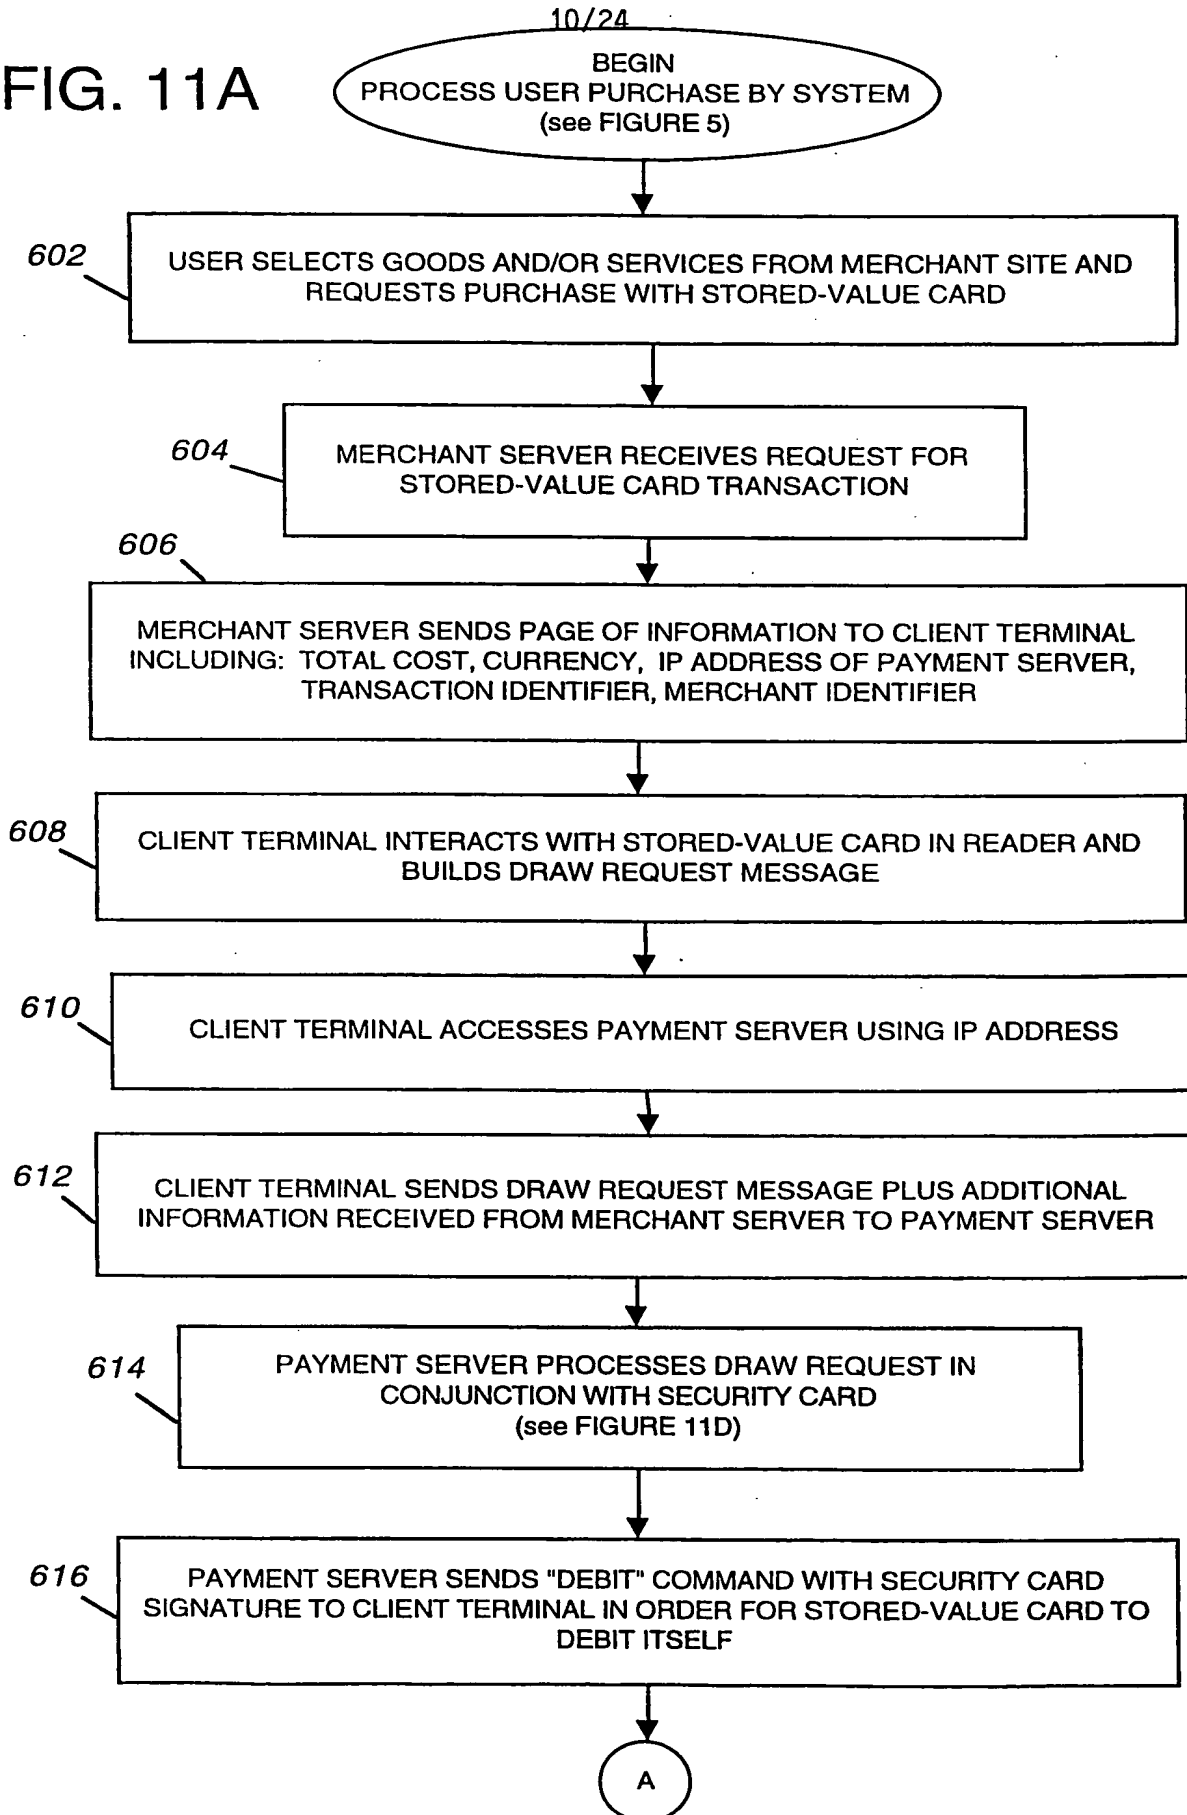 10/24
FIG. 11A
BEGIN
PROCESS USER PURCHASE BY SYSTEM
(see FIGURE 5)
602
USER SELECTS GOODS AND/OR SERVICES FROM MERCHANT SITE AND
REQUESTS PURCHASE WITH STORED-VALUE CARD
604
MERCHANT SERVER RECEIVES REQUEST FOR
STORED-VALUE CARD TRANSACTION
606
MERCHANT SERVER SENDS PAGE OF INFORMATION TO CLIENT TERMINAL
INCLUDING: TOTAL COST, CURRENCY, IP ADDRESS OF PAYMENT SERVER,
TRANSACTION IDENTIFIER, MERCHANT IDENTIFIER
608
CLIENT TERMINAL INTERACTS WITH STORED-VALUE CARD IN READER AND
BUILDS DRAW REQUEST MESSAGE
610
CLIENT TERMINAL ACCESSES PAYMENT SERVER USING IP ADDRESS
612
CLIENT TERMINAL SENDS DRAW REQUEST MESSAGE PLUS ADDITIONAL
INFORMATION RECEIVED FROM MERCHANT SERVER TO PAYMENT SERVER
614
PAYMENT SERVER PROCESSES DRAW REQUEST IN
CONJUNCTION WITH SECURITY CARD
(see FIGURE 11D)
616
PAYMENT SERVER SENDS "DEBIT" COMMAND WITH SECURITY CARD
SIGNATURE TO CLIENT TERMINAL IN ORDER FOR STORED-VALUE CARD TO
DEBIT ITSELF
A